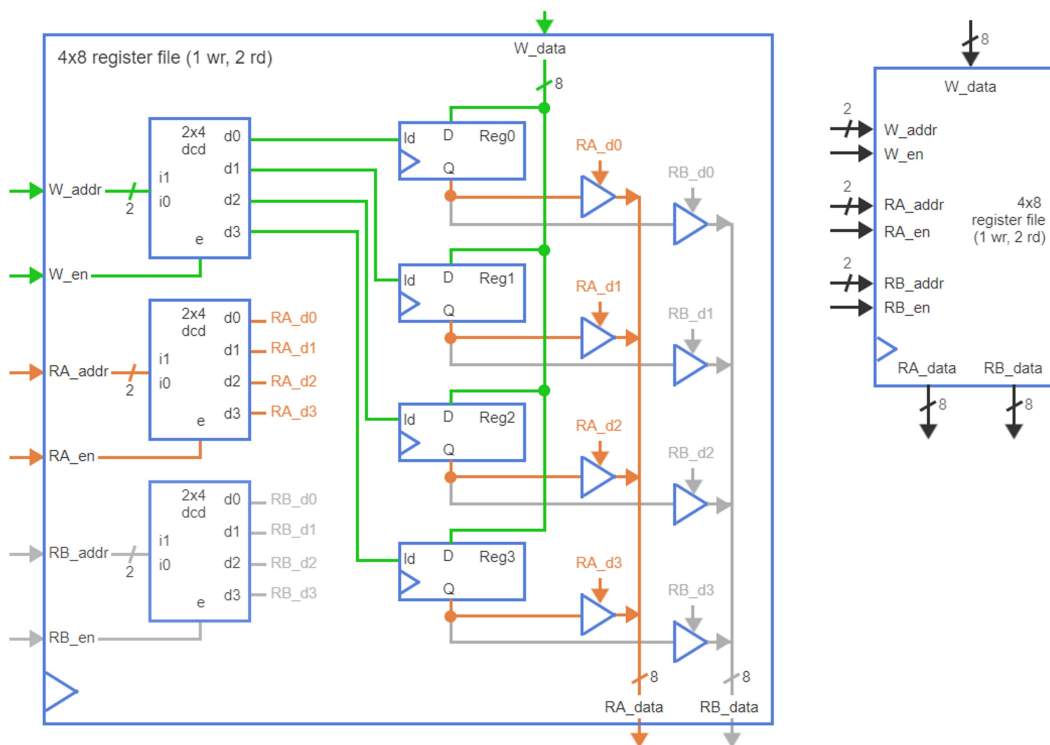 4x8 register file (1 wr, 2 rd)
W_data
8
W_addr
2
W_en
2x4
dcd
i1
i0
e
d0
d1
d2
d3
RA_addr
2
RA_en
2x4
dcd
i1
i0
e
d0
d1
d2
d3
RA_d0
RA_d1
RA_d2
RA_d3
RB_addr
2
RB_en
2x4
dcd
i1
i0
e
d0
d1
d2
d3
RB_d0
RB_d1
RB_d2
RB_d3
ld
D
Reg0
Q
RA_d0
RB_d0
ld
D
Reg1
Q
RA_d1
RB_d1
ld
D
Reg2
Q
RA_d2
RB_d2
ld
D
Reg3
Q
RA_d3
RB_d3
8
8
RA_data
RB_data
8
W_data
2
W_addr
W_en
2
RA_addr
RA_en
2
RB_addr
RB_en
4x8
register file
(1 wr, 2 rd)
RA_data
RB_data
8
8